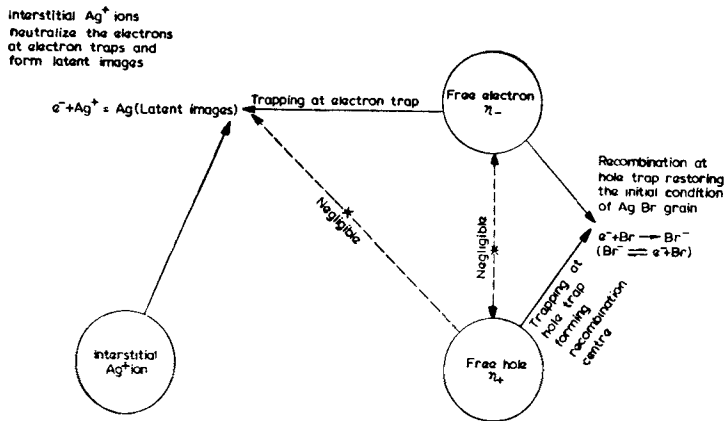 Interstitial Ag⁺ ions
neutralize the electrons
at electron traps and
form latent images
e⁻+Ag⁺ = Ag(Latent images)
Trapping at electron trap
Free electron
η₋
Recombination at
hole trap restoring
the initial condition
of Ag Br grain
e⁻+Br → Br⁻
(Br⁻ ⇌ e⁻+Br)
Negligible
Negligible
Trapping at
hole trap
forming
recombination
centre
interstitial
Ag⁺ion
Free hole
η₊